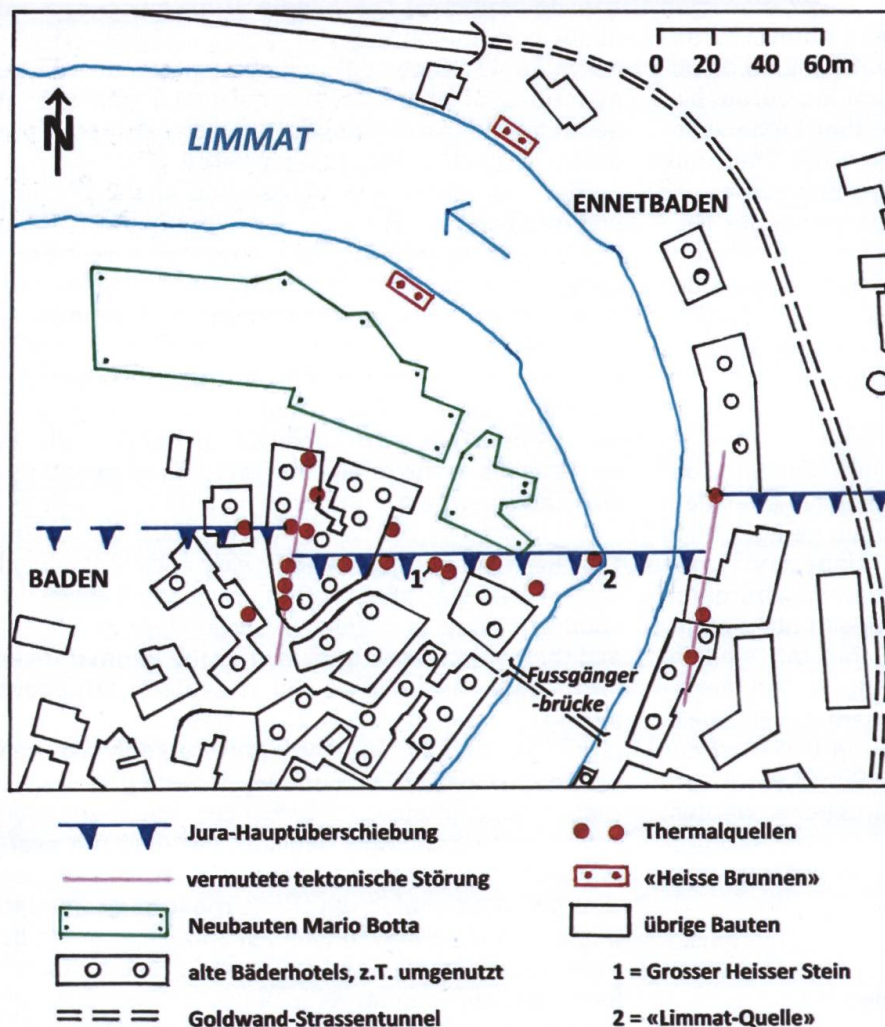 0 20 40 60m
N
LIMMAT
ENNETBADEN
BADEN
1
2
Fussgänger
-brücke
Jura-Hauptüberschiebung
Thermalquellen
vermutete tektonische Störung
«Heisse Brunnen»
Neubauten Mario Botta
übrige Bauten
alte Bäderhotels, z.T. umgenutzt
1 = Grosser Heisser Stein
Goldwand-Strassentunnel
2 = «Limmat-Quelle»